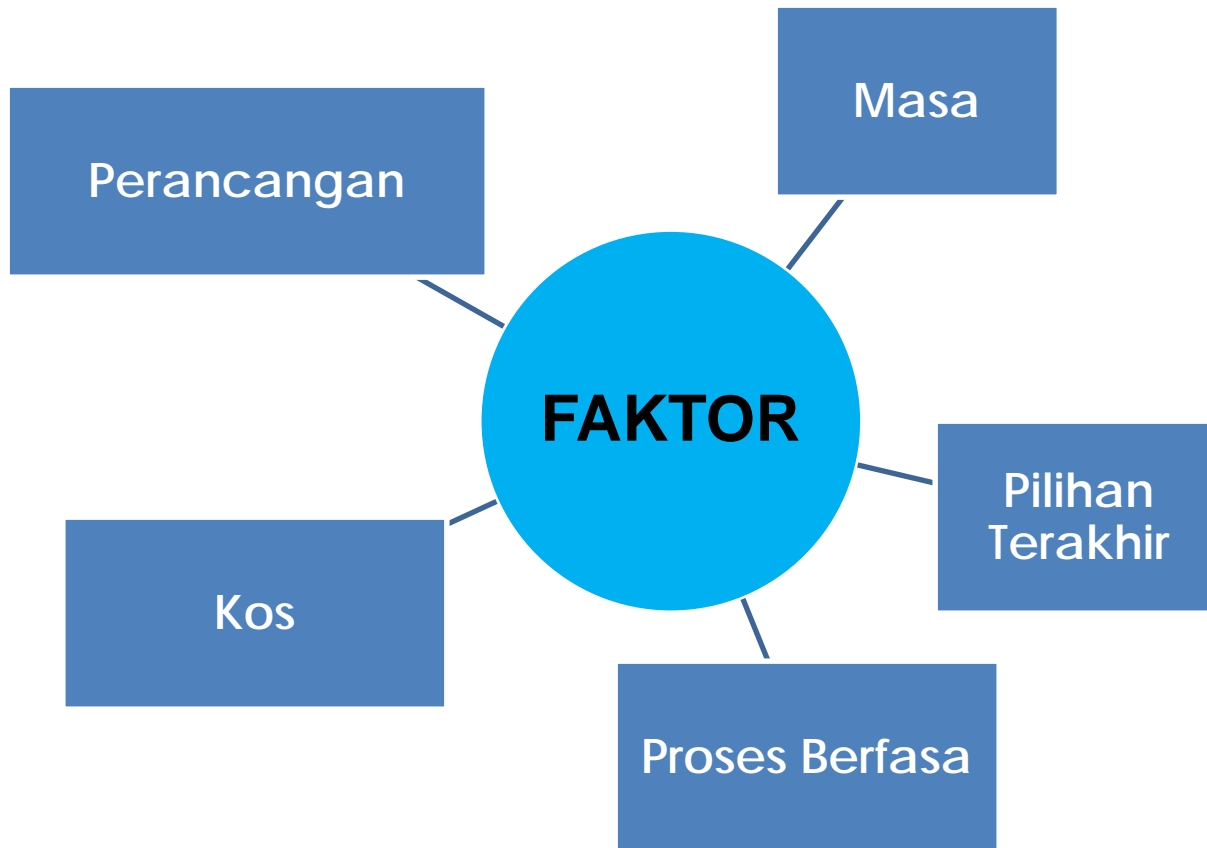 Masa
Perancangan
FAKTOR
Pilihan
Terakhir
Kos
Proses Berfasa